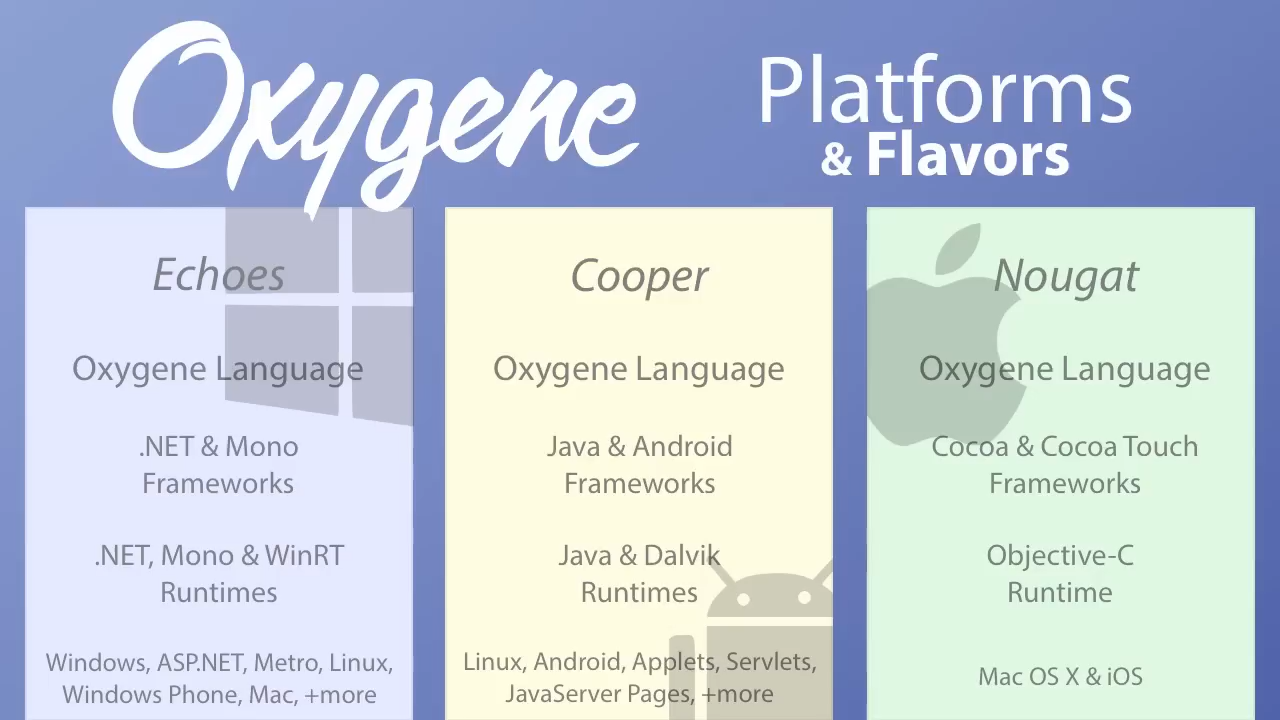 Oxygene
Platforms
& Flavors
Echoes
Oxygene Language
.NET & Mono
Frameworks
.NET, Mono & WinRT
Runtimes
Windows, ASP.NET, Metro, Linux,
Windows Phone, Mac, +more
Cooper
Oxygene Language
Java & Android
Frameworks
Java & Dalvik
Runtimes
Linux, Android, Applets, Servlets,
JavaServer Pages, +more
Nougat
Oxygene Language
Cocoa & Cocoa Touch
Frameworks
Objective-C
Runtime
Mac OS X & iOS